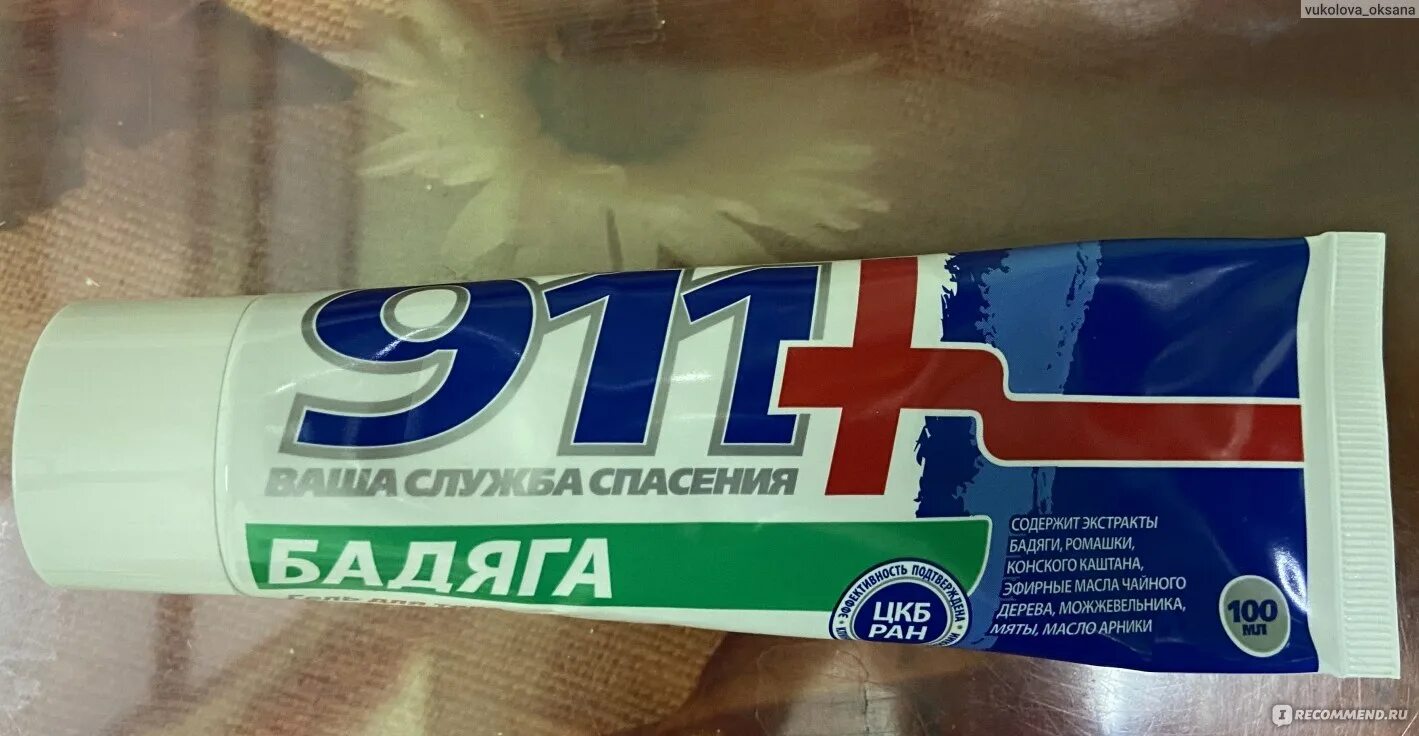 vukolova_oksana
911+
ВАША СЛУЖБА СПАСЕНИЯ
БАДЯГА
СОДЕРЖИТ ЭКСТРАКТЫ
БАДЯГИ, РОМАШКИ,
КОНСКОГО КАШТАНА,
ЭФИРНЫЕ МАСЛА ЧАЙНОГО
ДЕРЕВА, МОЖЖЕВЕЛЬНИКА,
МЯТЫ, МАСЛО АРНИКИ
ЭФФЕКТИВНОСТЬ ПОДТВЕРЖДЕНА
ЦКБ
РАН
100
МЛ
IRECOMMEND.RU